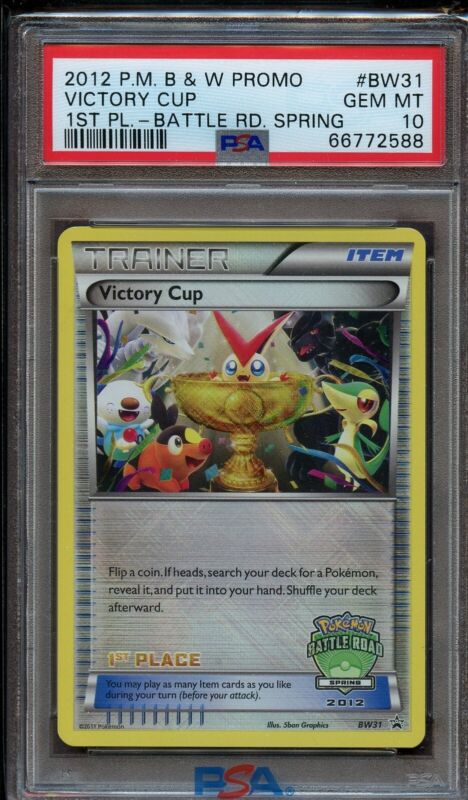 2012 P.M. B & W PROMO #BW31
VICTORY CUP GEM MT
1ST PL.-BATTLE RD. SPRING 10
PSA 66772588
TRAINER ITEM
Victory Cup
Flip a coin. If heads, search your deck for a Pokémon,
reveal it, and put it into your hand. Shuffle your deck
afterward.
Pokémon
BATTLE ROAD
SPRING
2012
1ST PLACE
You may play as many Item cards as you like
during your turn (before your attack).
©2011 Pokémon Illus. 5ban Graphics BW31
PSA